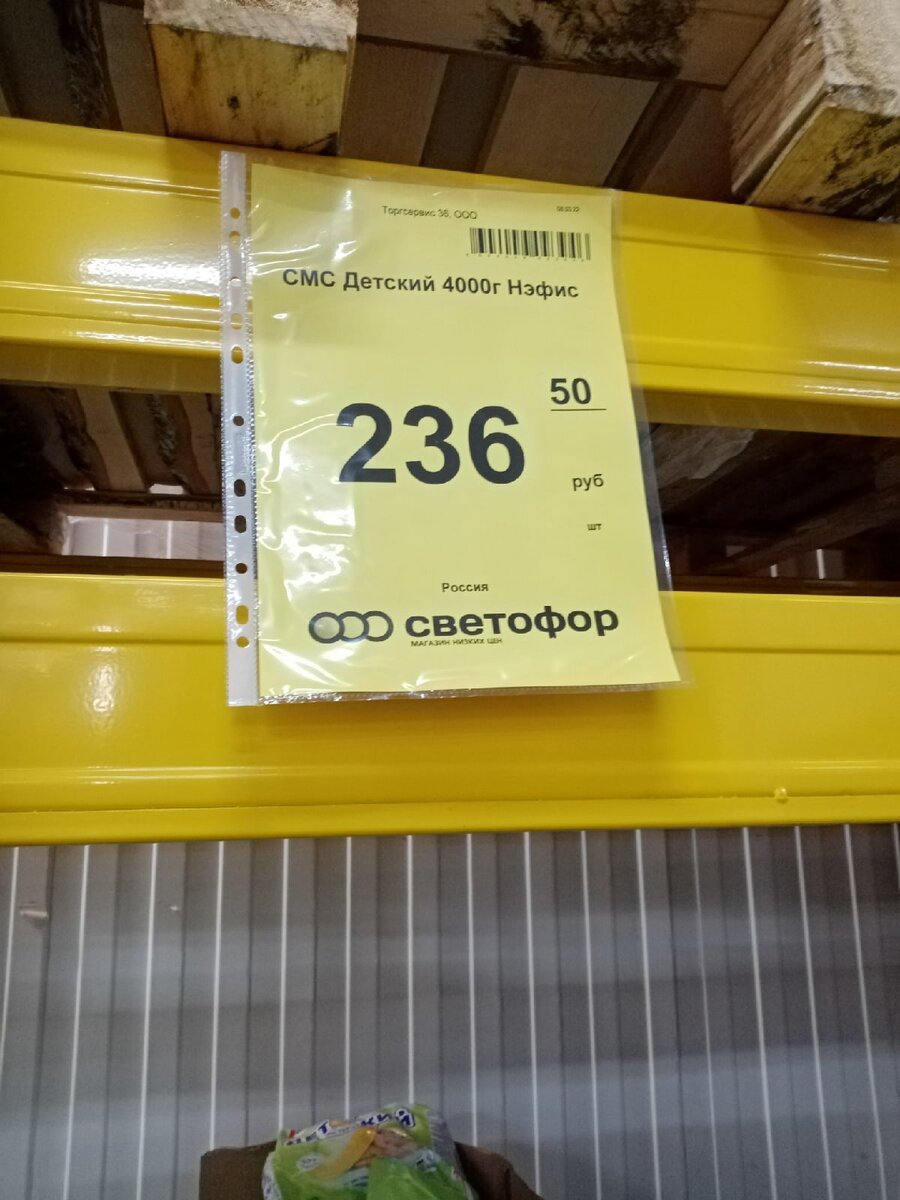 Торгсервис 36, ООО
СМС Детский 4000г Нэфис
236 50
руб
шт
Россия
светофор
МАГАЗИН НИЗКИХ ЦЕН